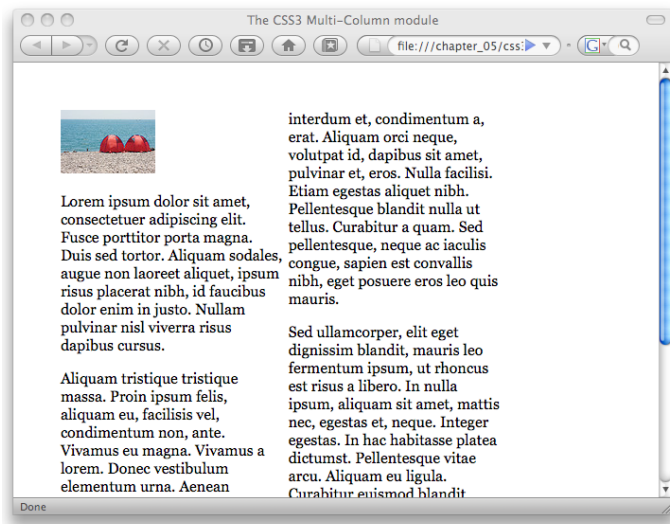 The CSS3 Multi-Column module
file:///chapter_05/css:
G
Lorem ipsum dolor sit amet,
consectetuer adipiscing elit.
Fusce porttitor porta magna.
Duis sed tortor. Aliquam sodales,
augue non laoreet aliquet, ipsum
risus placerat nibh, id faucibus
dolor enim in justo. Nullam
pulvinar nisl viverra risus
dapibus cursus.
Aliquam tristique tristique
massa. Proin ipsum felis,
aliquam eu, facilisis vel,
condimentum non, ante.
Vivamus eu magna. Vivamus a
lorem. Donec vestibulum
elementum urna. Aenean
interdum et, condimentum a,
erat. Aliquam orci neque,
volutpat id, dapibus sit amet,
pulvinar et, eros. Nulla facilisi.
Etiam egestas aliquet nibh.
Pellentesque blandit nulla ut
tellus. Curabitur a quam. Sed
pellentesque, neque ac iaculis
congue, sapien est convallis
nibh, eget posuere eros leo quis
mauris.
Sed ullamcorper, elit eget
dignissim blandit, mauris leo
fermentum ipsum, ut rhoncus
est risus a libero. In nulla
ipsum, aliquam sit amet, mattis
nec, egestas et, neque. Integer
egestas. In hac habitasse platea
dictumst. Pellentesque vitae
arcu. Aliquam eu ligula.
Curabitur euismod blandit
Done